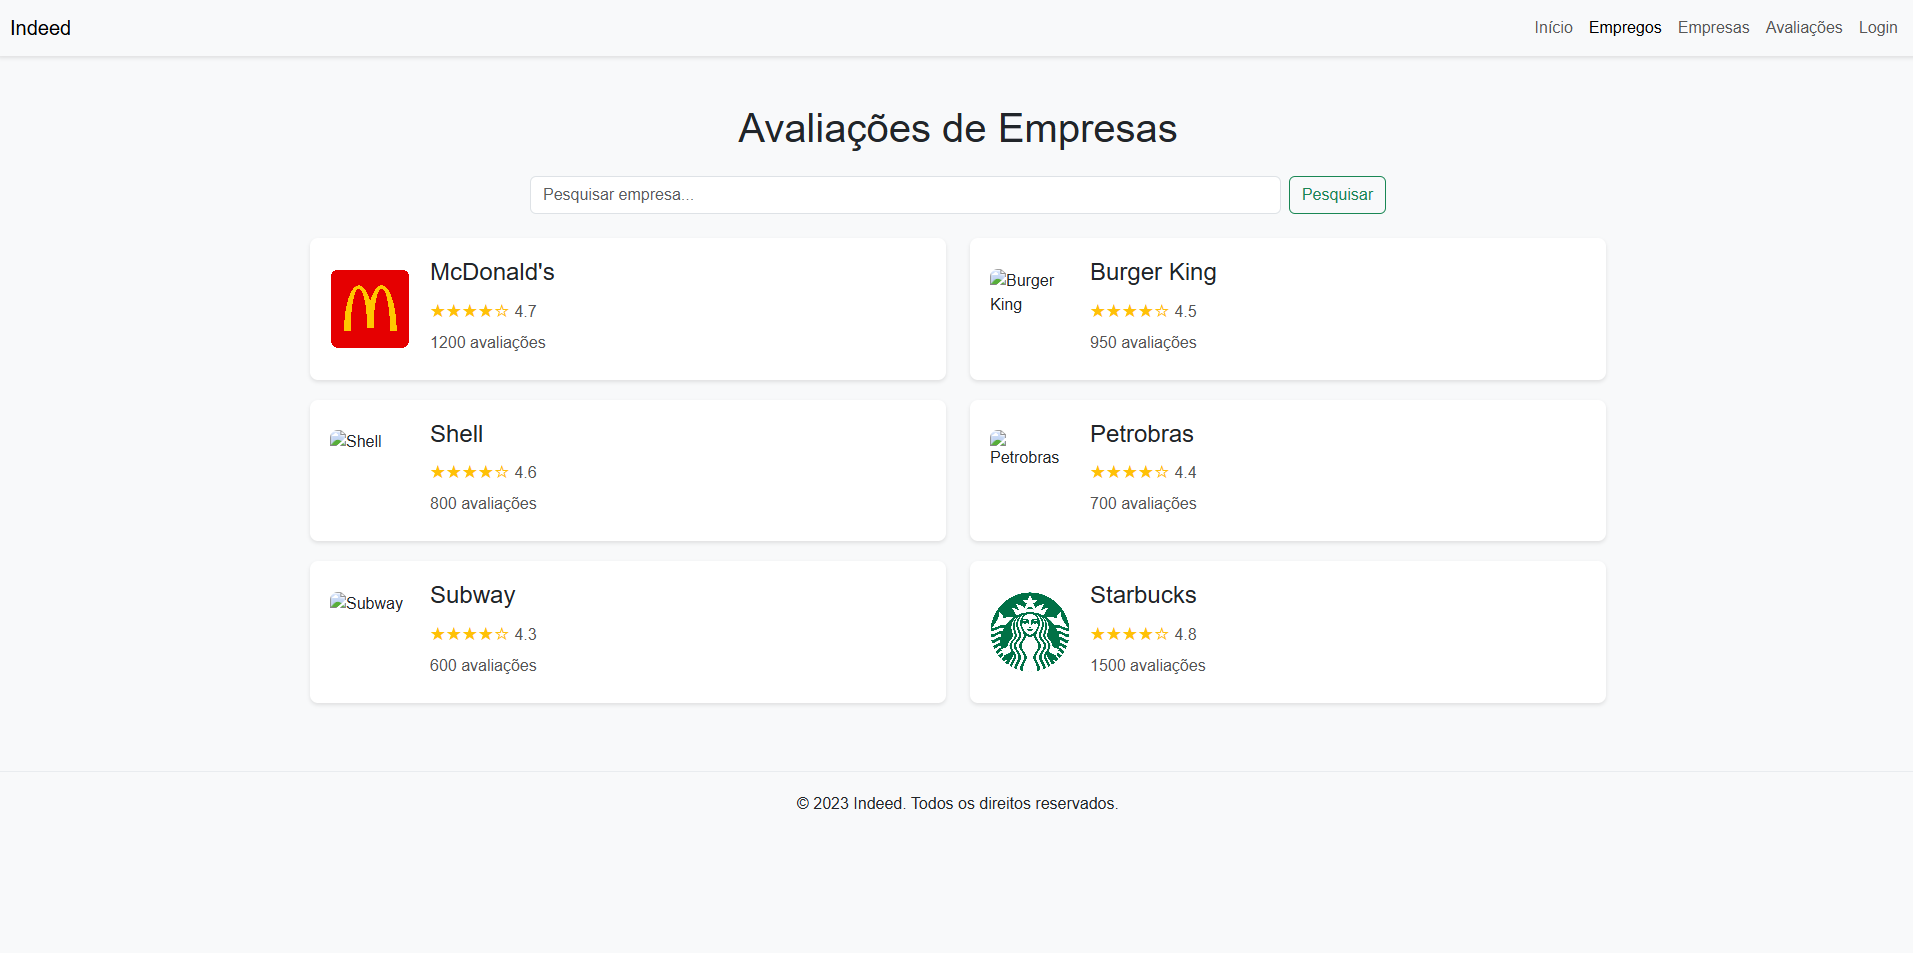 Indeed
Início Empregos Empresas Avaliações Login
Avaliações de Empresas
Pesquisar empresa... Pesquisar
McDonald's
★★★★☆ 4.7
1200 avaliações
Burger King
Burger King
★★★★☆ 4.5
950 avaliações
Shell
Shell
★★★★☆ 4.6
800 avaliações
Petrobras
Petrobras
★★★★☆ 4.4
700 avaliações
Subway
Subway
★★★★☆ 4.3
600 avaliações
Starbucks
★★★★☆ 4.8
1500 avaliações
© 2023 Indeed. Todos os direitos reservados.